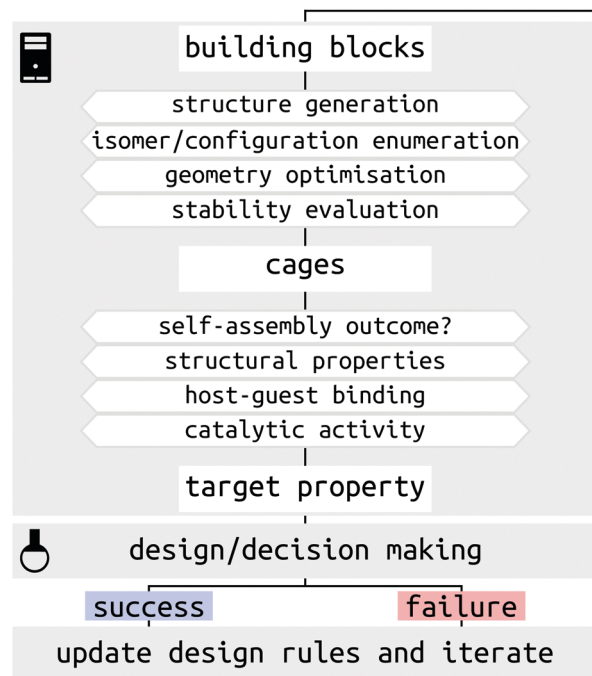 building blocks
structure generation
isomer/configuration enumeration
geometry optimisation
stability evaluation
cages
self-assembly outcome?
structural properties
host-guest binding
catalytic activity
target property
design/decision making
success failure
update design rules and iterate